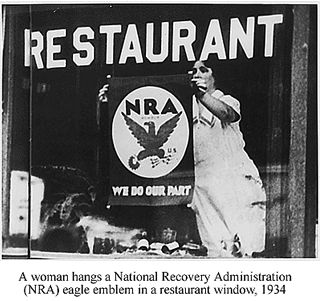 RESTAURANT
NRA
MEMBER
U.S.
WE DO OUR PART
A woman hangs a National Recovery Administration
(NRA) eagle emblem in a restaurant window, 1934